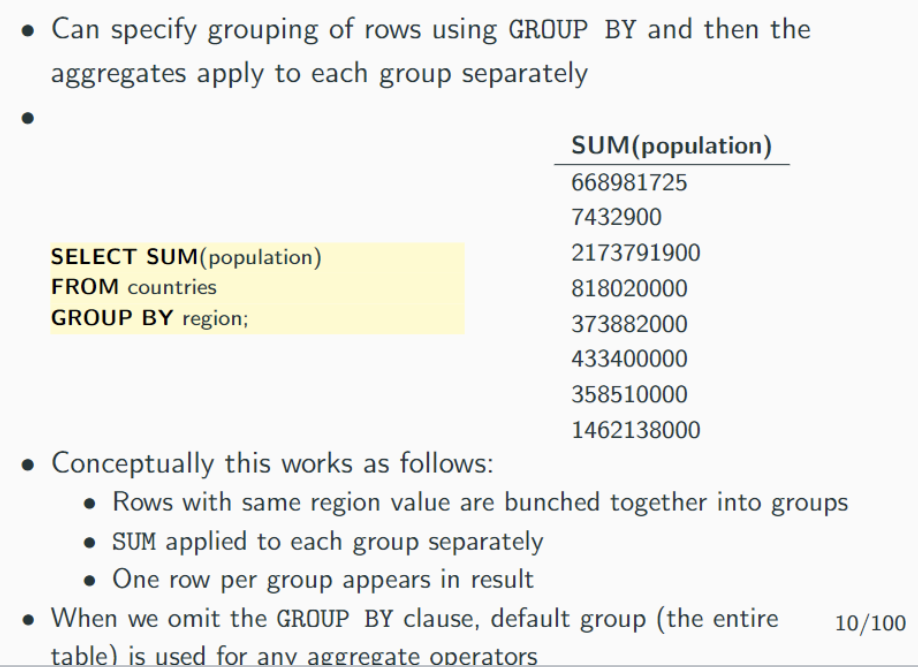 • Can specify grouping of rows using GROUP BY and then the
aggregates apply to each group separately
•
SELECT SUM(population)
FROM countries
GROUP BY region;
SUM(population)
668981725
7432900
2173791900
818020000
373882000
433400000
358510000
1462138000
• Conceptually this works as follows:
• Rows with same region value are bunched together into groups
• SUM applied to each group separately
• One row per group appears in result
• When we omit the GROUP BY clause, default group (the entire
table) is used for any aggregate operators
10/100